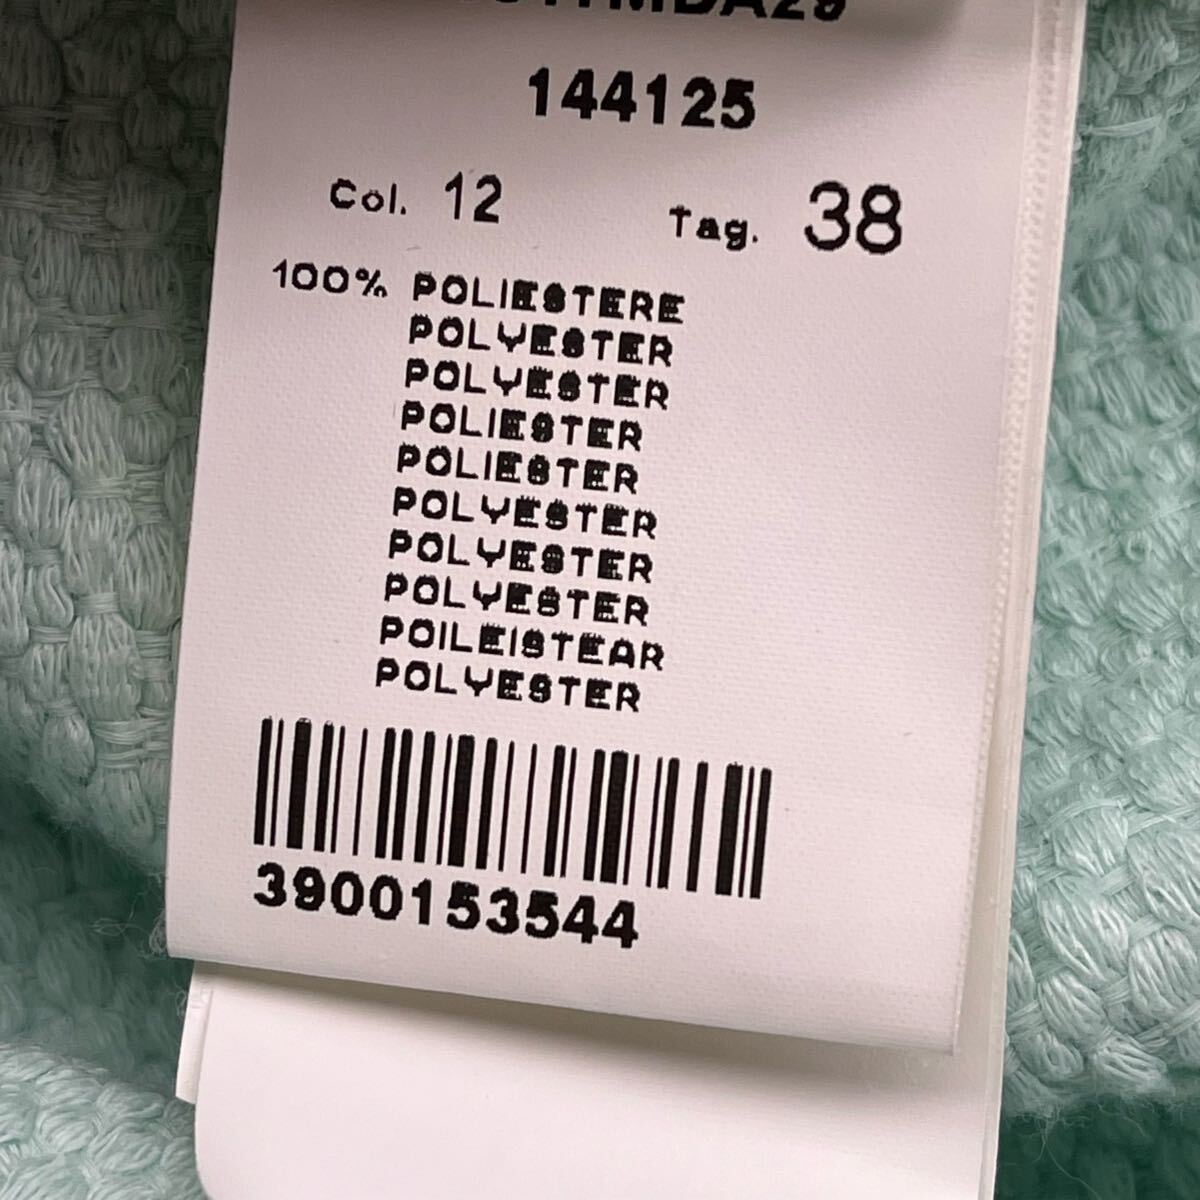 144125
Col. 12 Tag. 38
100% POLIESTERE
POLYESTER
POLYESTER
POLIESTER
POLIESTER
POLYESTER
POLYESTER
POLYESTER
POILEISTEAR
POLYESTER
3900153544